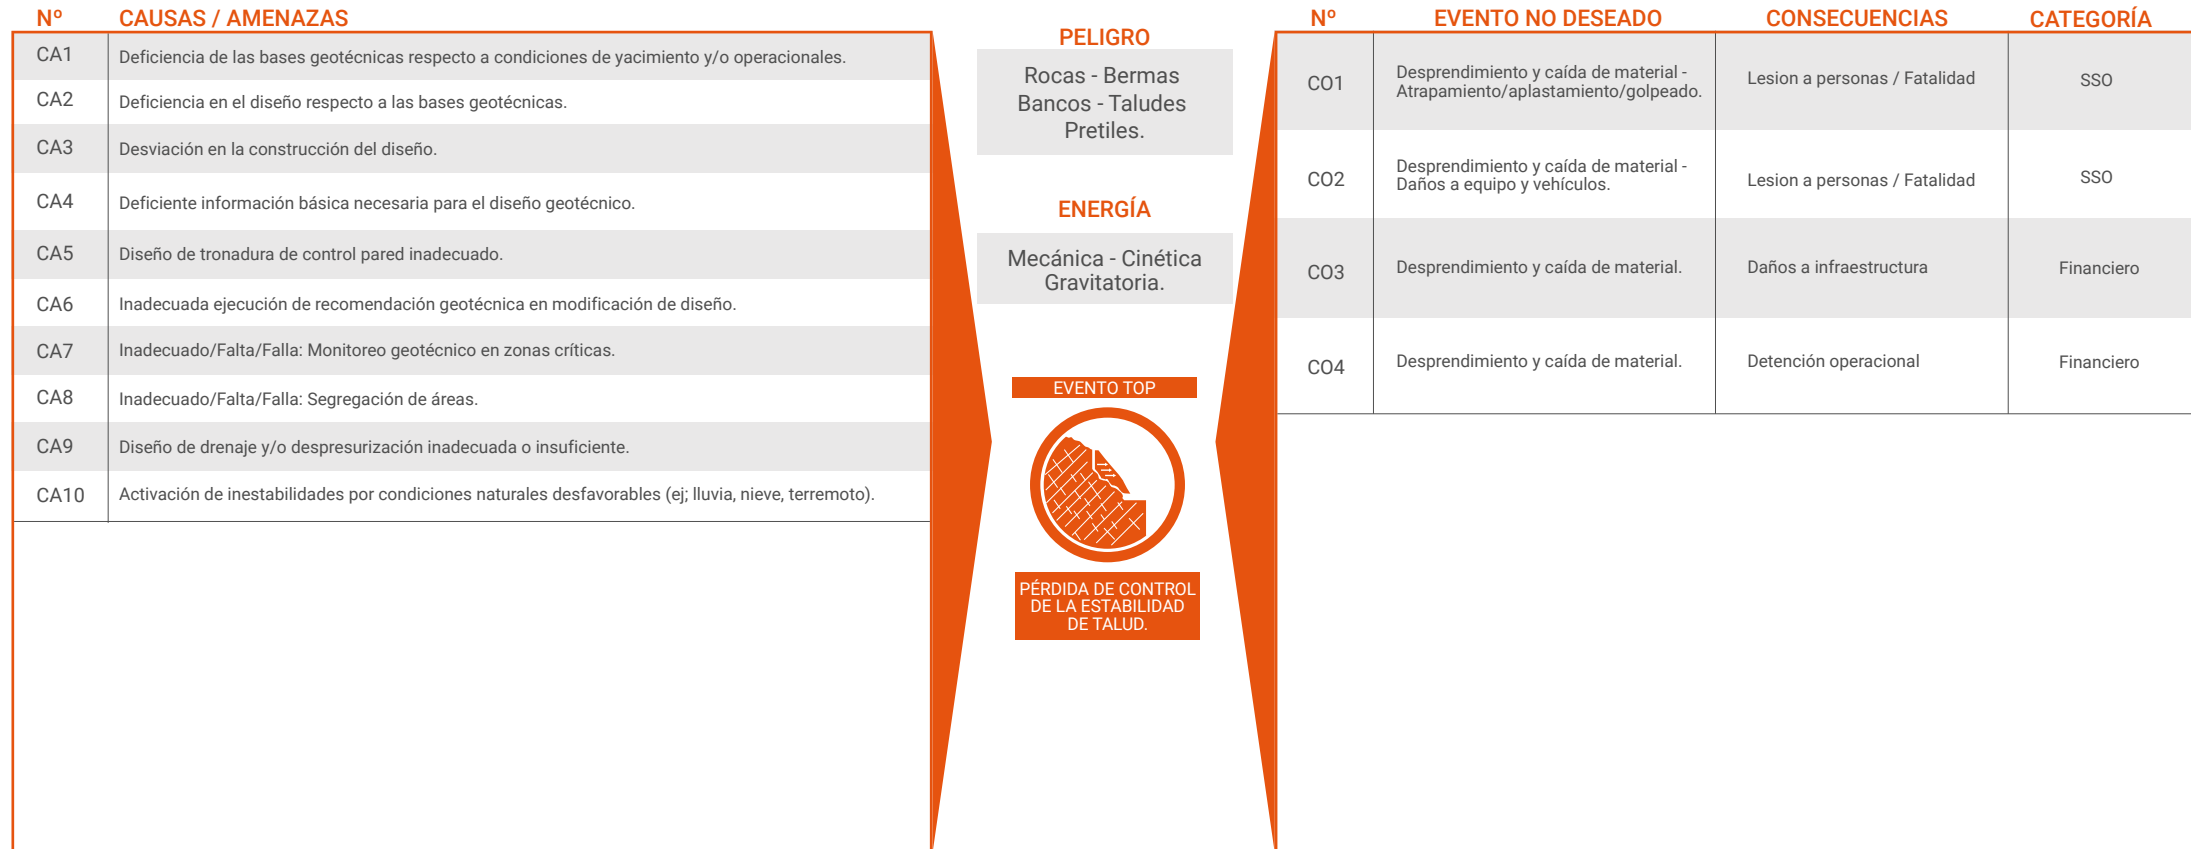 Nº CAUSAS / AMENAZAS
CA1 Deficiencia de las bases geotécnicas respecto a condiciones de yacimiento y/o operacionales.
CA2 Deficiencia en el diseño respecto a las bases geotécnicas.
CA3 Desviación en la construcción del diseño.
CA4 Deficiente información básica necesaria para el diseño geotécnico.
CA5 Diseño de tronadura de control pared inadecuado.
CA6 Inadecuada ejecución de recomendación geotécnica en modificación de diseño.
CA7 Inadecuado/Falta/Falla: Monitoreo geotécnico en zonas críticas.
CA8 Inadecuado/Falta/Falla: Segregación de áreas.
CA9 Diseño de drenaje y/o despresurización inadecuada o insuficiente.
CA10 Activación de inestabilidades por condiciones naturales desfavorables (ej; lluvia, nieve, terremoto).
PELIGRO
Rocas - Bermas
Bancos - Taludes
Pretiles.
ENERGÍA
Mecánica - Cinética
Gravitatoria.
EVENTO TOP
PÉRDIDA DE CONTROL
DE LA ESTABILIDAD
DE TALUD.
Nº EVENTO NO DESEADO CONSECUENCIAS CATEGORÍA
CO1 Desprendimiento y caída de material -
Atrapamiento/aplastamiento/golpeado. Lesion a personas / Fatalidad SSO
CO2 Desprendimiento y caída de material -
Daños a equipo y vehículos. Lesion a personas / Fatalidad SSO
CO3 Desprendimiento y caída de material. Daños a infraestructura Financiero
CO4 Desprendimiento y caída de material. Detención operacional Financiero